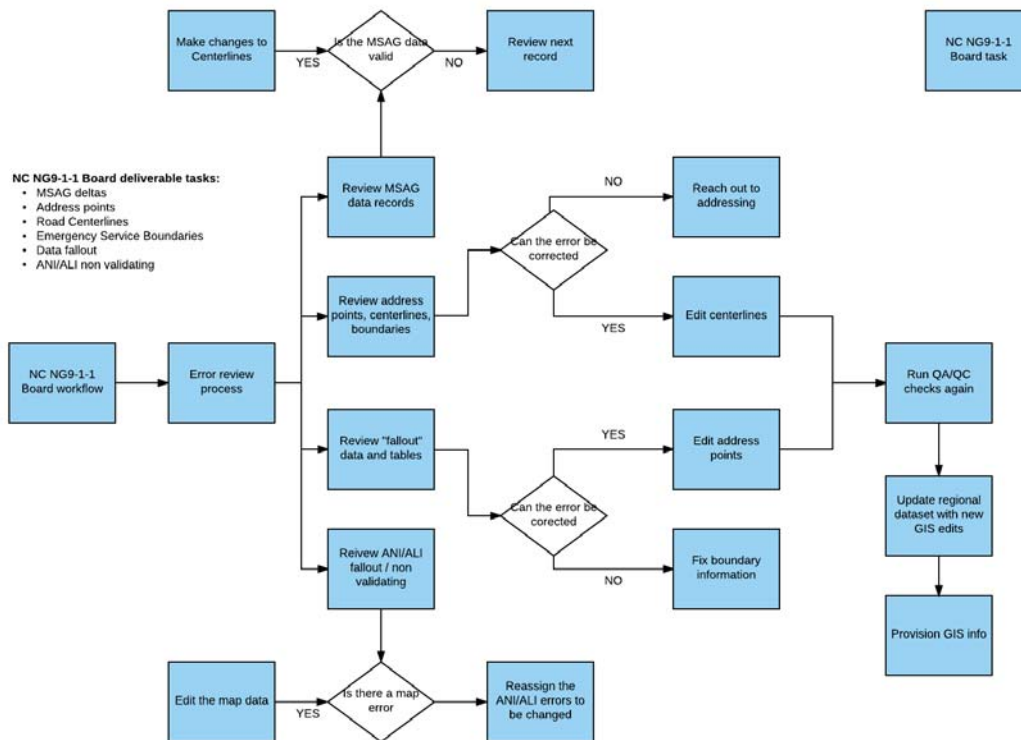 Make changes to
Centerlines
YES
Is the MSAG data
valid
NO
Review next
record
NC NG9-1-1
Board task
NC NG9-1-1 Board deliverable tasks:
• MSAG deltas
• Address points
• Road Centerlines
• Emergency Service Boundaries
• Data fallout
• ANI/ALI non validating
Review MSAG
data records
NO
Reach out to
addressing
Can the error be
corrected
Review address
points, centerlines,
boundaries
YES
Edit centerlines
NC NG9-1-1
Board workflow
Error review
process
Run QA/QC
checks again
Review "fallout"
data and tables
YES
Edit address
points
Can the error be
corected
Update regional
dataset with new
GIS edits
Reivew ANI/ALI
fallout / non
validating
NO
Fix boundary
information
Provision GIS info
Edit the map data
YES
Is there a map
error
Reassign the
ANI/ALI errors to
be changed